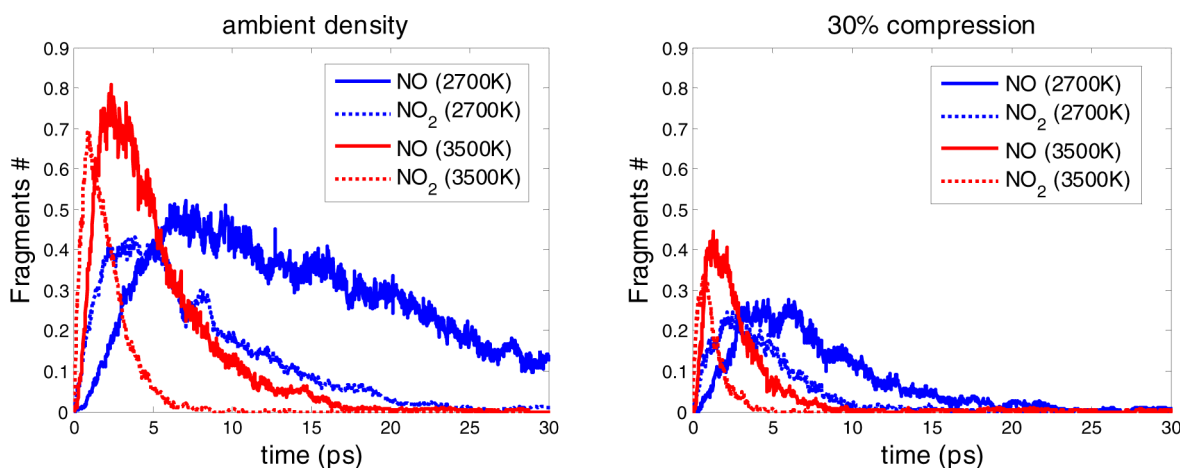 ambient density
0.9
0.8
0.7
0.6
0.5
0.4
0.3
0.2
0.1
0
Fragments #
0 5 10 15 20 25 30
time (ps)
NO (2700K)
NO₂ (2700K)
NO (3500K)
NO₂ (3500K)
30% compression
0.9
0.8
0.7
0.6
0.5
0.4
0.3
0.2
0.1
0
Fragments #
0 5 10 15 20 25 30
time (ps)
NO (2700K)
NO₂ (2700K)
NO (3500K)
NO₂ (3500K)